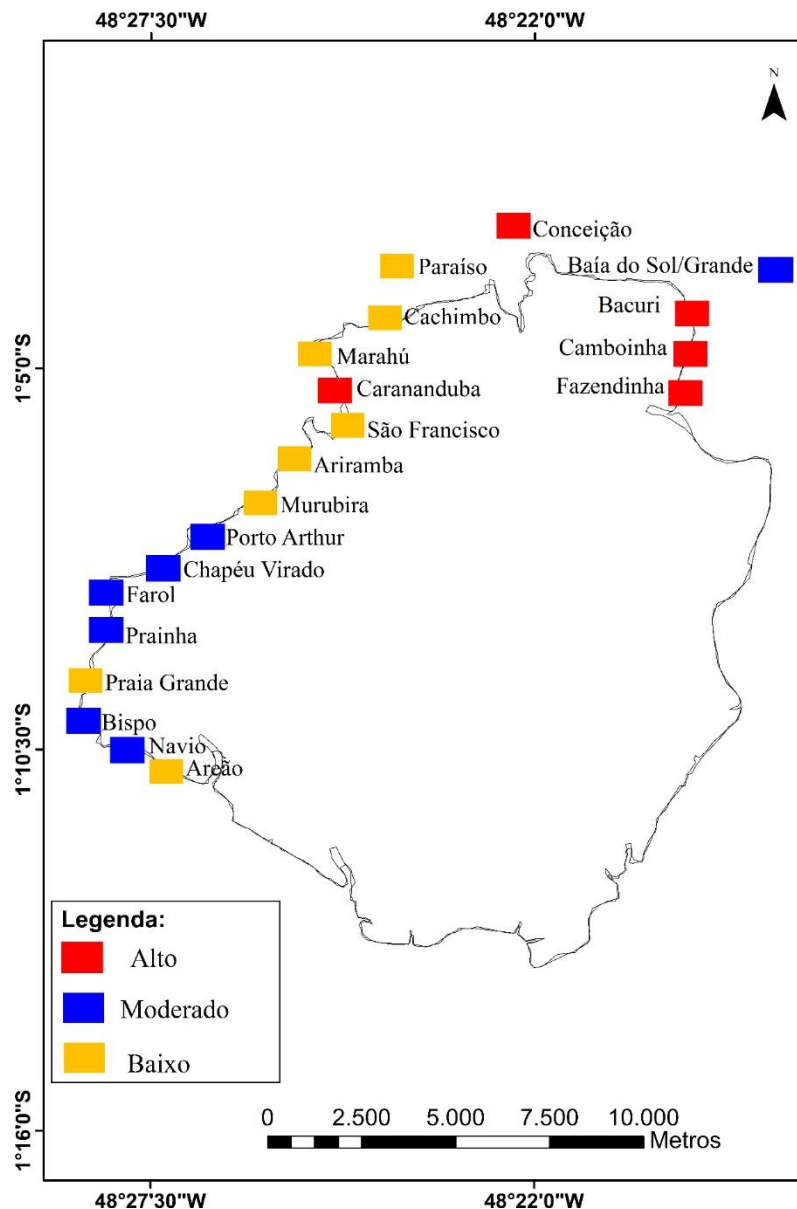 48°27'30"W
48°22'0"W
N
Conceição
Paraíso
Baía do Sol/Grande
Bacuri
Cachimbo
Camboinha
Marahú
1°5'0"S
Carananduba
Fazendinha
São Francisco
Ariramba
Murubira
Porto Arthur
Chapéu Virado
Farol
Prainha
Praia Grande
Bispo
Navio
1°10'30"S
Areão
Legenda:
Alto
Moderado
Baixo
0 2.500 5.000 7.500 10.000
Metros
1°16'0"S
48°27'30"W
48°22'0"W